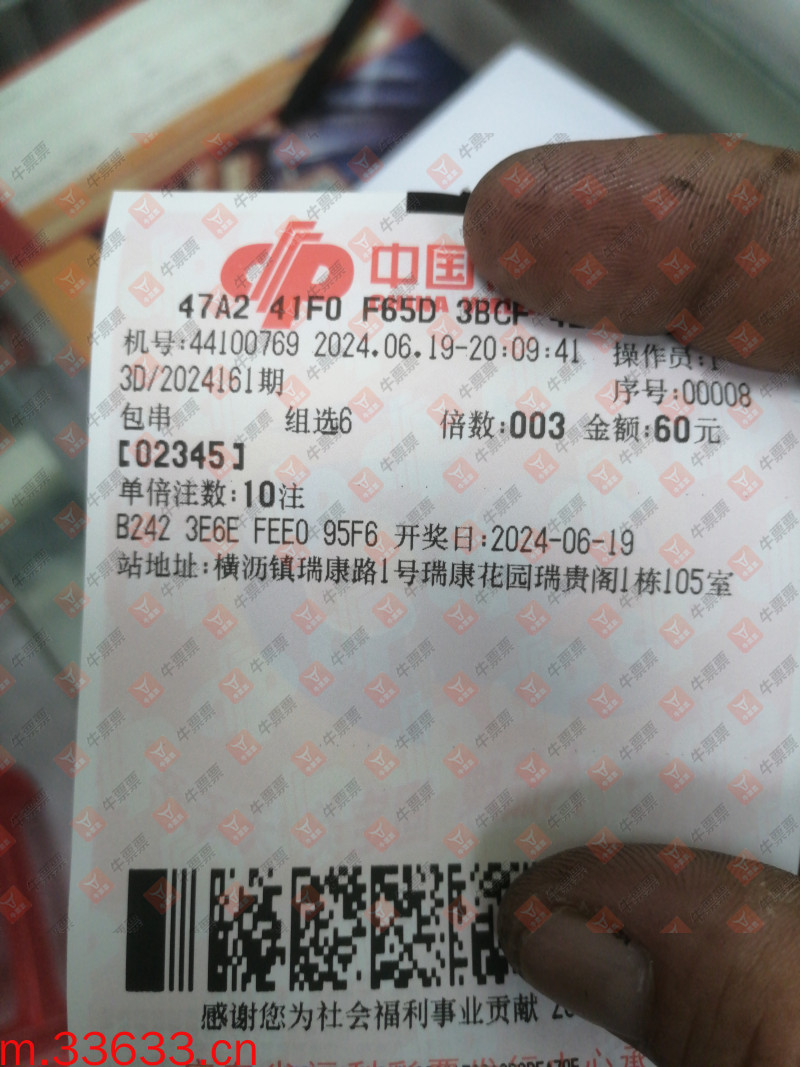 中国
47A2 41F0 F65D 3BCF
机号:44100769 2024.06.19-20:09:41 操作员:1
3D/2024161期 序号:00008
包串 组选6 倍数:003 金额:60元
[02345]
单倍注数:10注
B242 3E6E FEE0 95F6 开奖日:2024-06-19
站地址:横沥镇瑞康路1号瑞康花园瑞贵阁1栋105室
感谢您为社会福利事业贡献
m.33633.cn
牛票票